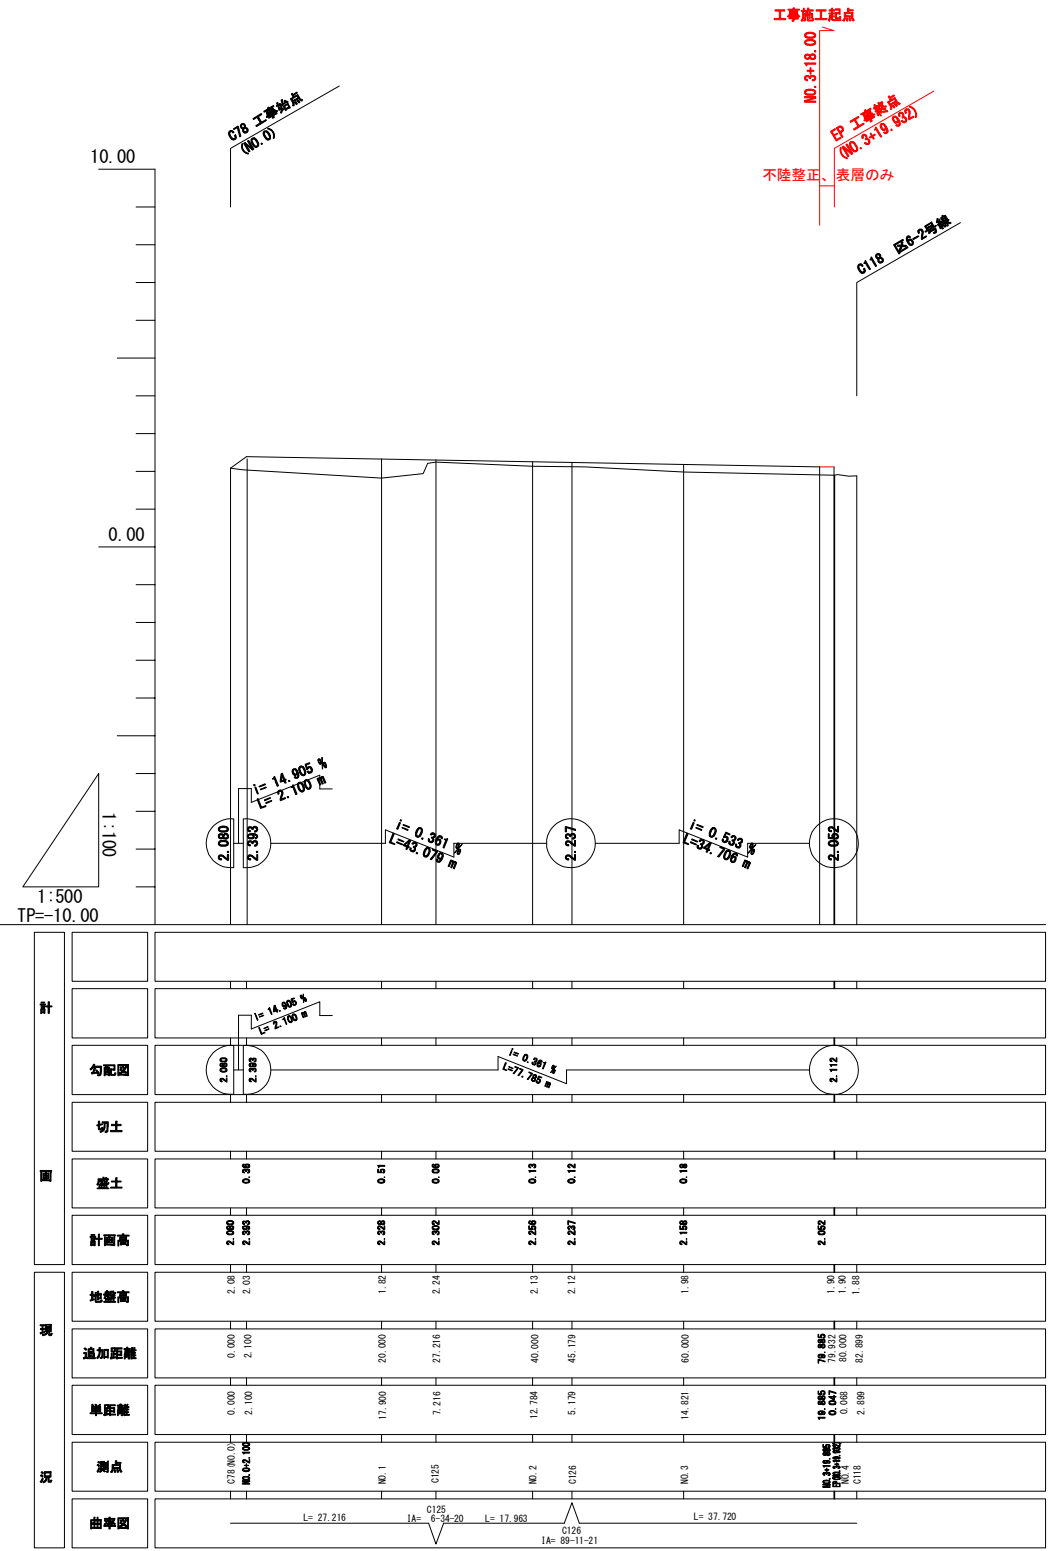 工事施工起点
NO.3+18.00
C78 工事始点
(NO.0)
EP 工事終点
(NO.3+19.932)
不陸整正、表層のみ
C118 区6-2号線
10.00
0.00
i= 14.905 %
L= 2.100 m
2.080
2.393
i= 0.361 %
L=43.079 m
2.237
i= 0.533 %
L=34.706 m
2.052
1:100
1:500
TP=-10.00
計画
i= 14.905 %
L= 2.100 m
勾配図
2.080
2.393
i= 0.361 %
L=77.785 m
2.112
切土
盛土
0.36
0.51
0.06
0.13
0.12
0.18
計画高
2.080
2.393
2.328
2.302
2.256
2.237
2.158
2.052
現況
地盤高
2.08
2.03
1.82
2.24
2.13
2.12
1.98
1.90
1.90
1.88
追加距離
0.000
2.100
20.000
27.216
40.000
45.179
60.000
79.885
79.932
80.000
82.899
単距離
0.000
2.100
17.900
7.216
12.784
5.179
14.821
19.885
0.047
0.068
2.899
測点
C78(NO.0)
NO.0+2.100
NO.1
C125
NO.2
C126
NO.3
NO.3+19.885
EP(NO.3+19.932)
NO.4
C118
曲率図
L= 27.216
C125
IA= 6-34-20
L= 17.963
C126
IA= 89-11-21
L= 37.720